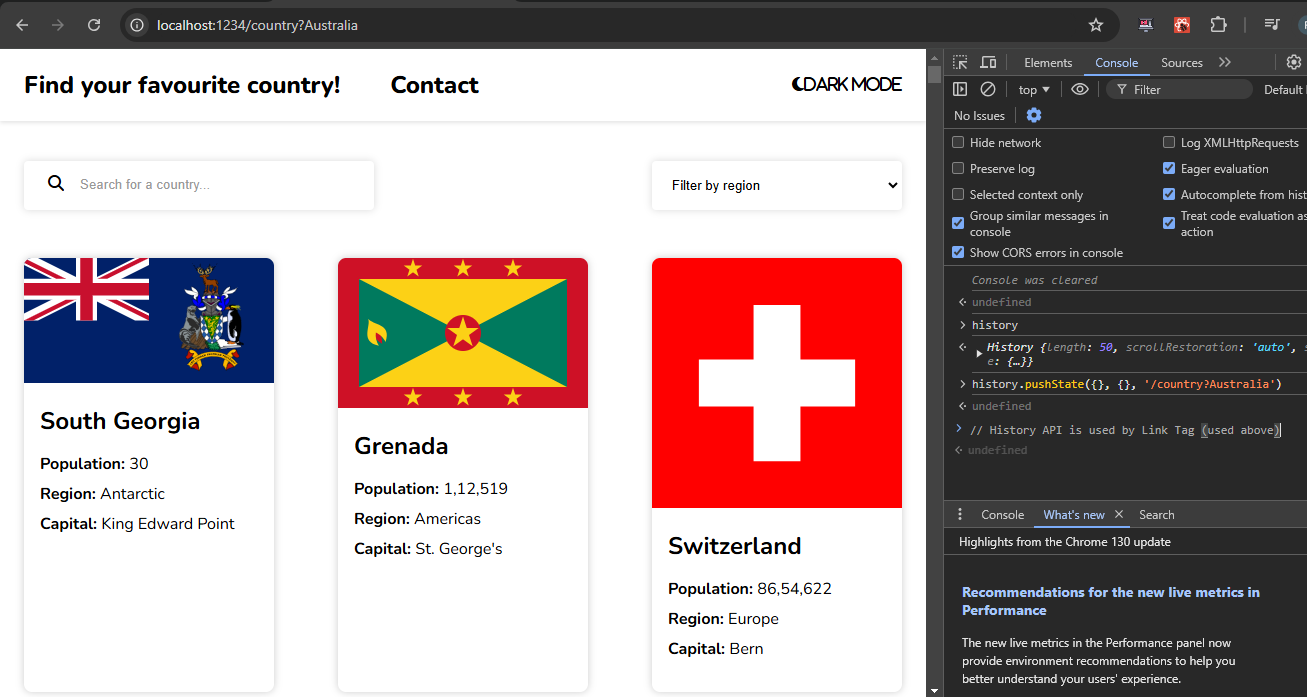 localhost:1234/country?Australia
Find your favourite country! Contact DARK MODE
Search for a country...
Filter by region
South Georgia
Population: 30
Region: Antarctic
Capital: King Edward Point
Grenada
Population: 1,12,519
Region: Americas
Capital: St. George's
Switzerland
Population: 86,54,622
Region: Europe
Capital: Bern
Elements Console Sources
top Filter Default
No Issues
Hide network Log XMLHttpRequests
Preserve log Eager evaluation
Selected context only Autocomplete from hist
Group similar messages in
console
Treat code evaluation as
action
Show CORS errors in console
Console was cleared
undefined
history
History {length: 50, scrollRestoration: 'auto', s
e: {…}}
history.pushState({}, {}, '/country?Australia')
undefined
// History API is used by Link Tag (used above)
undefined
Console What's new Search
Highlights from the Chrome 130 update
Recommendations for the new live metrics in
Performance
The new live metrics in the Performance panel now
provide environment recommendations to help you
better understand your users' experience.